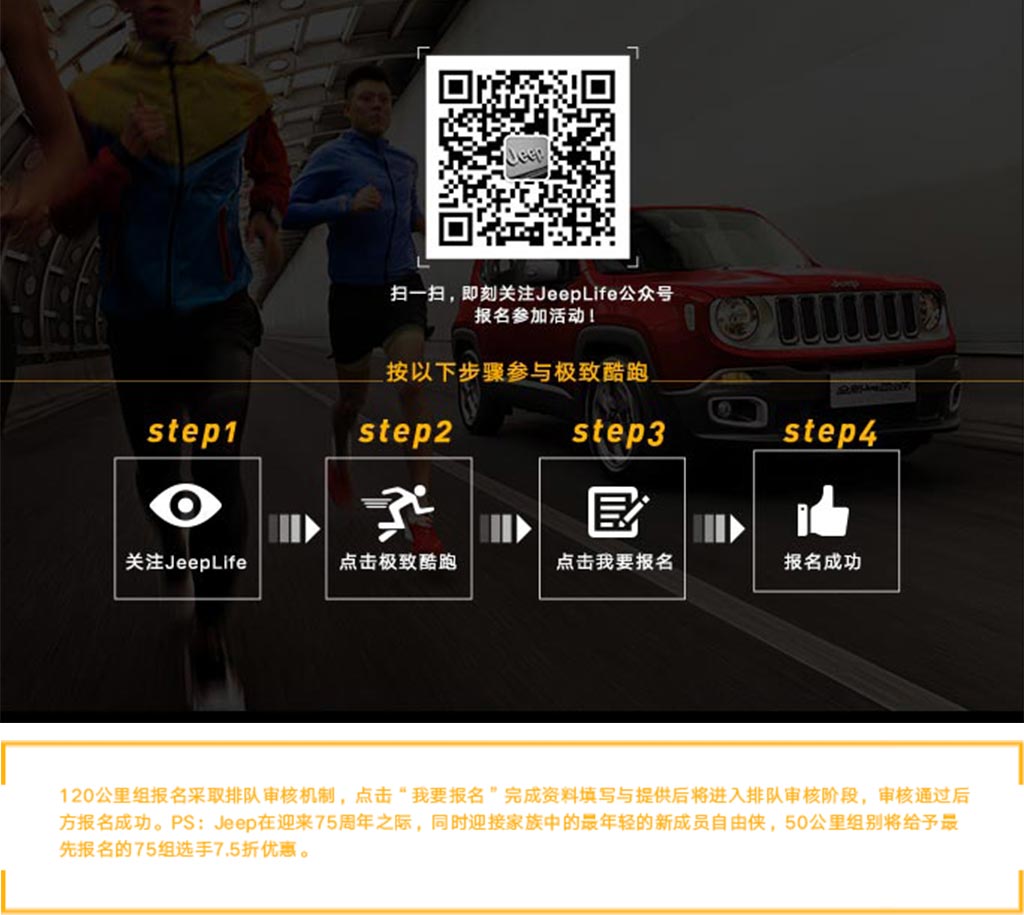 Jeep
扫一扫，即刻关注JeepLife公众号
报名参加活动！
按以下步骤参与极致酷跑
step1
step2
step3
step4
关注JeepLife
点击极致酷跑
点击我要报名
报名成功
120公里组报名采取排队审核机制，点击“我要报名”完成资料填写与提供后将进入排队审核阶段，审核通过后
方报名成功。PS：Jeep在迎来75周年之际，同时迎接家族中的最年轻的新成员自由侠，50公里组别将给予最
先报名的75组选手7.5折优惠。